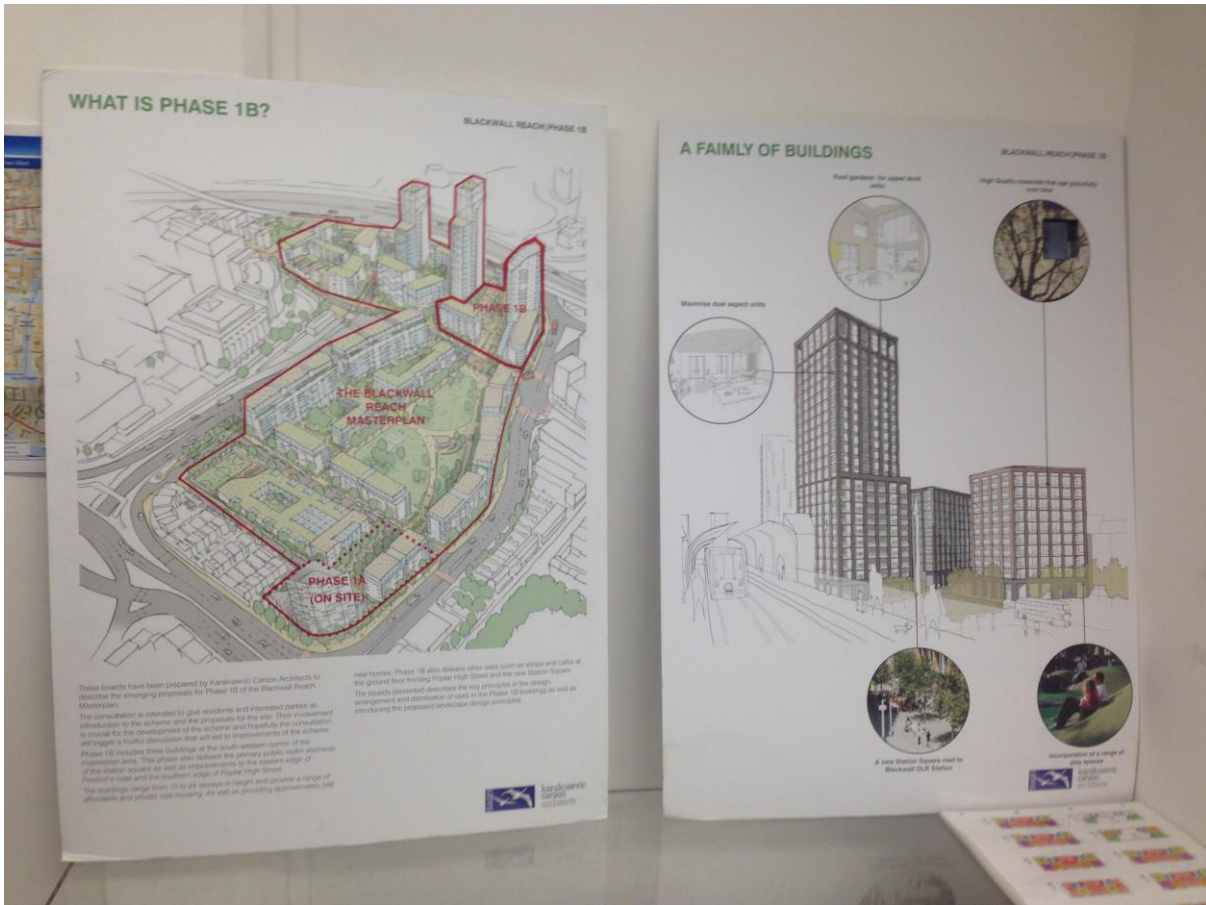 WHAT IS PHASE 1B?
BLACKWALL REACH|PHASE 1B
PHASE 1B
THE BLACKWALL
REACH
MASTERPLAN
PHASE 1A
(ON SITE)
These boards have been prepared by Karakusevic Carson Architects to
describe the emerging proposals for Phase 1B of the Blackwall Reach
Masterplan.
The consultation is intended to give residents and interested parties an
introduction to the scheme and the proposals for the site. Their involvement
is crucial for the development of the scheme and hopefully the consultation
will trigger a fruitful discussion that will led to improvements of the scheme
Phase 1B includes three buildings at the south western corner of the
masterplan area. This phase also delivers the primary public realm elements
of the station square as well as improvements to the eastern edge of
road and the southern edge of Poplar High Street
The buildings range from 10 to 24 storeys in height and provide a range of
affordable and private sale housing. As well as providing approximately
new homes, Phase 1B also delivers other uses such as shops and cafes at
the ground floor fronting Poplar High Street and the new Station Square.
The boards presented describes the key principles in the design,
arrangement and distribution of uses in the Phase 1B buildings as well as
introducing the proposed landscape design principles.
karakusevic
carson
architects
A FAIMLY OF BUILDINGS
BLACKWALL REACH|PHASE 1B
Roof gardens for upper level
units
High Quality materials that age gracefully
over time
Maximise duel aspect units
A new Station Square next to
Blackwall DLR Station
Incorporation of a range of
play spaces
karakusevic
carson
architects